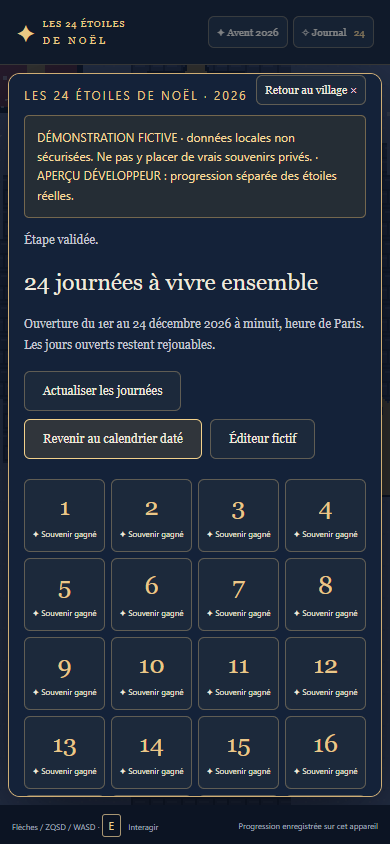 ✦ LES 24 ÉTOILES
DE NOËL
✦ Avent 2026
✧ Journal 24
LES 24 ÉTOILES DE NOËL · 2026
Retour au village ×
DÉMONSTRATION FICTIVE · données locales non
sécurisées. Ne pas y placer de vrais souvenirs privés. ·
APERÇU DÉVELOPPEUR : progression séparée des étoiles
réelles.
Étape validée.
24 journées à vivre ensemble
Ouverture du 1er au 24 décembre 2026 à minuit, heure de Paris.
Les jours ouverts restent rejouables.
Actualiser les journées
Revenir au calendrier daté
Éditeur fictif
1 2 3 4
✦ Souvenir gagné ✦ Souvenir gagné ✦ Souvenir gagné ✦ Souvenir gagné
5 6 7 8
✦ Souvenir gagné ✦ Souvenir gagné ✦ Souvenir gagné ✦ Souvenir gagné
9 10 11 12
✦ Souvenir gagné ✦ Souvenir gagné ✦ Souvenir gagné ✦ Souvenir gagné
13 14 15 16
✦ Souvenir gagné ✦ Souvenir gagné ✦ Souvenir gagné ✦ Souvenir gagné
Flèches / ZQSD / WASD · E Interagir
Progression enregistrée sur cet appareil